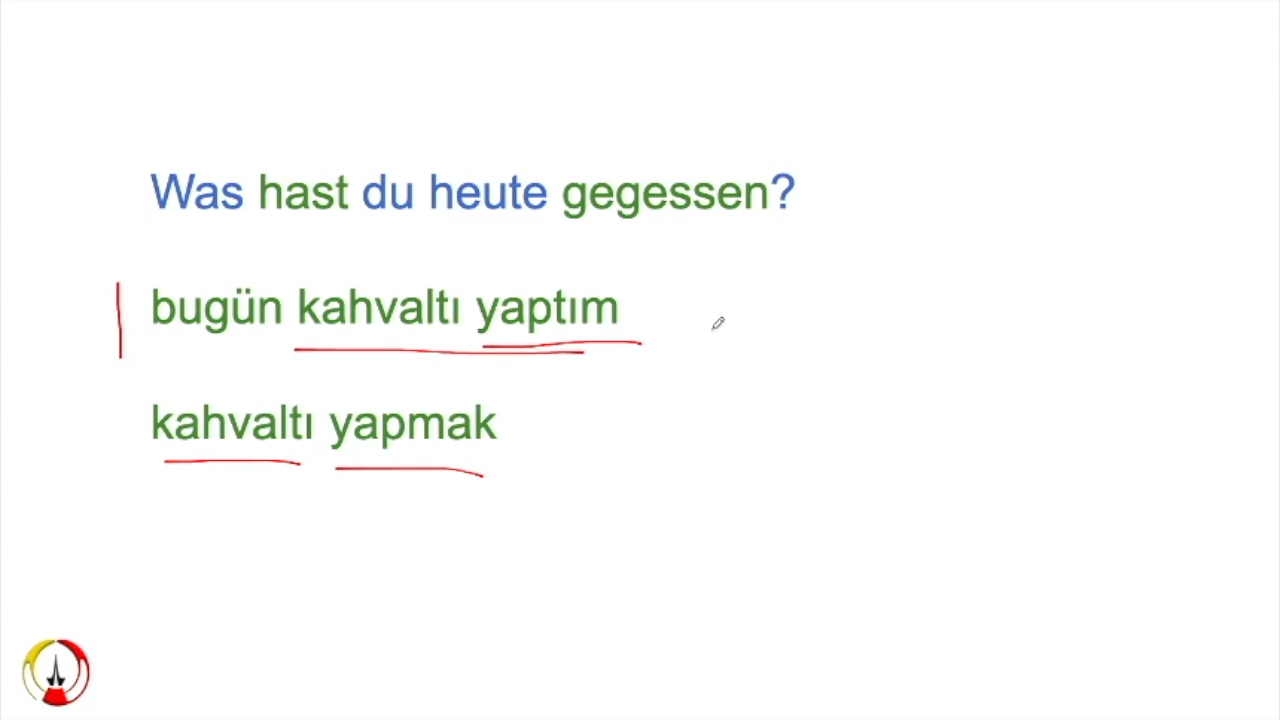 Was hast du heute gegessen?
bugün kahvaltı yaptım
kahvaltı yapmak